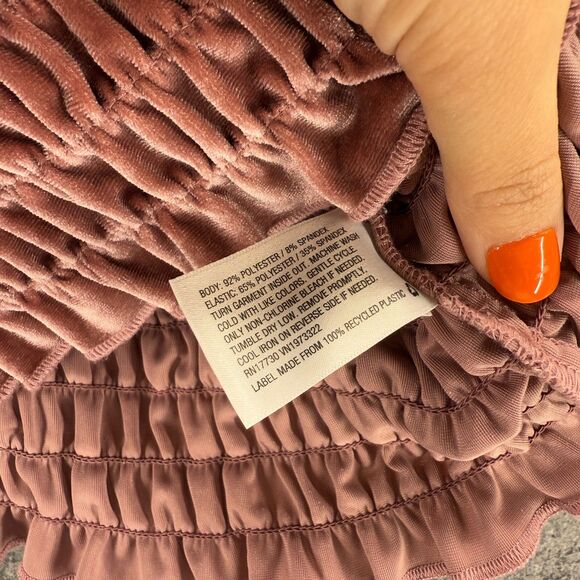 BODY: 92% POLYESTER / 8% SPANDEX
ELASTIC: 65% POLYESTER / 35% SPANDEX
TURN GARMENT INSIDE OUT. MACHINE WASH
COLD WITH LIKE COLORS. GENTLE CYCLE.
ONLY NON-CHLORINE BLEACH IF NEEDED.
TUMBLE DRY LOW. REMOVE PROMPTLY.
COOL IRON ON REVERSE SIDE IF NEEDED.
RN17730 VN1973322
LABEL MADE FROM 100% RECYCLED PLASTIC